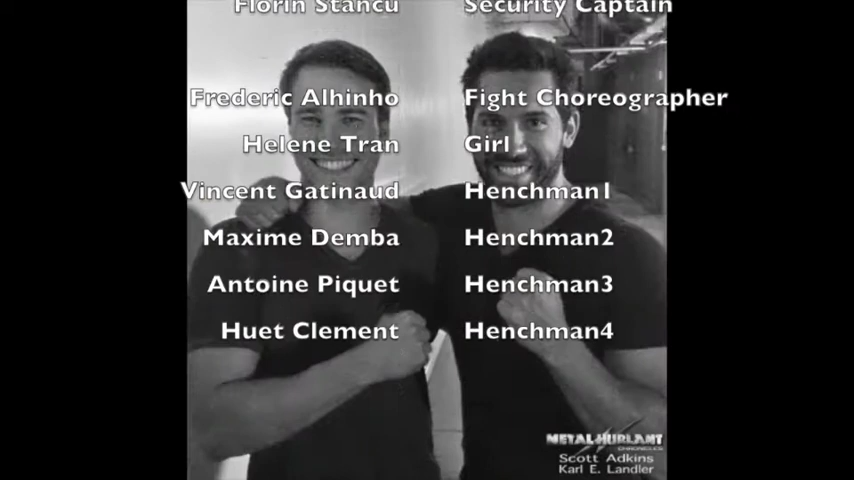 Florin Stancu Security Captain
Frederic Alhinho Fight Choreographer
Helene Tran Girl
Vincent Gatinaud Henchman1
Maxime Demba Henchman2
Antoine Piquet Henchman3
Huet Clement Henchman4
METAL HURLANT
CHRONICLES
Scott Adkins
Karl E. Landler